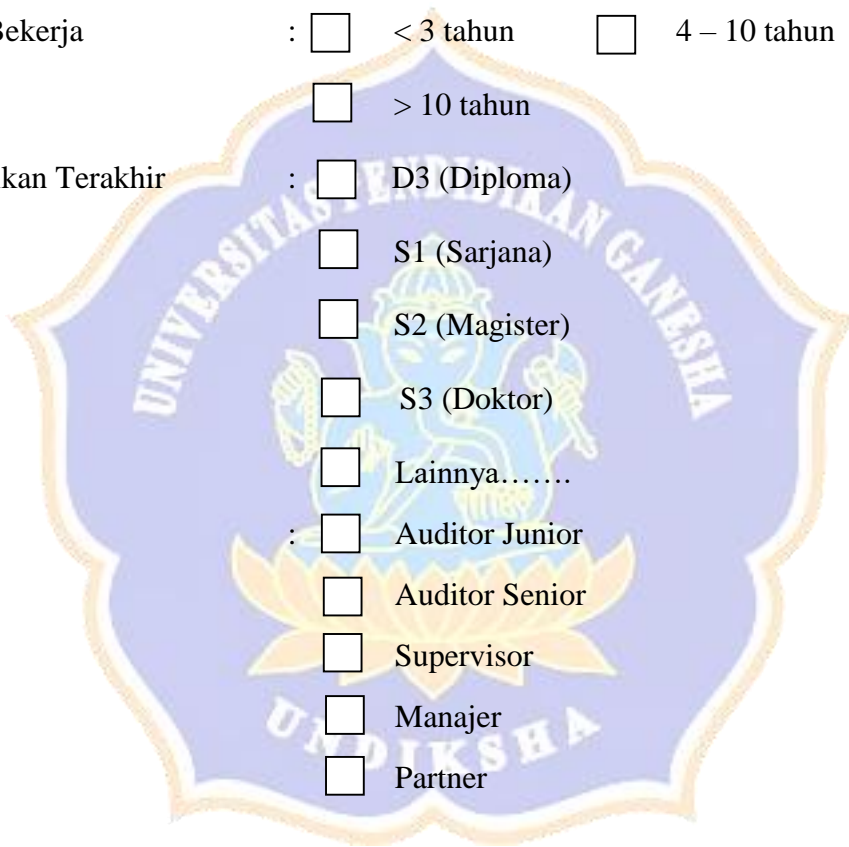 Bekerja : < 3 tahun 4 – 10 tahun
> 10 tahun
kan Terakhir : D3 (Diploma)
S1 (Sarjana)
S2 (Magister)
S3 (Doktor)
Lainnya…….
: Auditor Junior
Auditor Senior
Supervisor
Manajer
Partner
UNIVERSITAS PENDIDIKAN GANESHA
UNDIKSHA